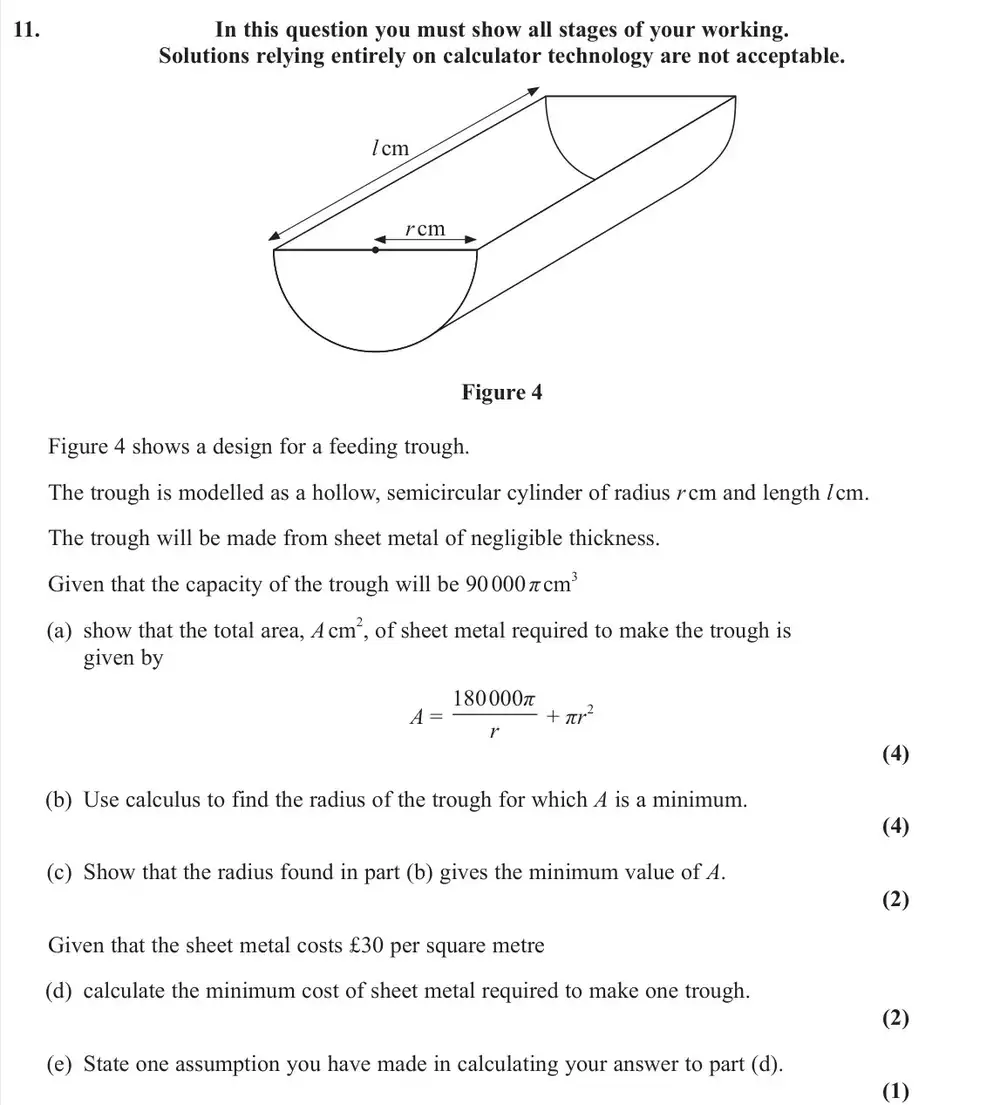 11.
In this question you must show all stages of your working.
Solutions relying entirely on calculator technology are not acceptable.
l cm
r cm
Figure 4
Figure 4 shows a design for a feeding trough.
The trough is modelled as a hollow, semicircular cylinder of radius r cm and length l cm.
The trough will be made from sheet metal of negligible thickness.
Given that the capacity of the trough will be 90 000 π cm³
(a) show that the total area, A cm², of sheet metal required to make the trough is
given by
A = 180 000π / r + πr²
(4)
(b) Use calculus to find the radius of the trough for which A is a minimum.
(4)
(c) Show that the radius found in part (b) gives the minimum value of A.
(2)
Given that the sheet metal costs £30 per square metre
(d) calculate the minimum cost of sheet metal required to make one trough.
(2)
(e) State one assumption you have made in calculating your answer to part (d).
(1)